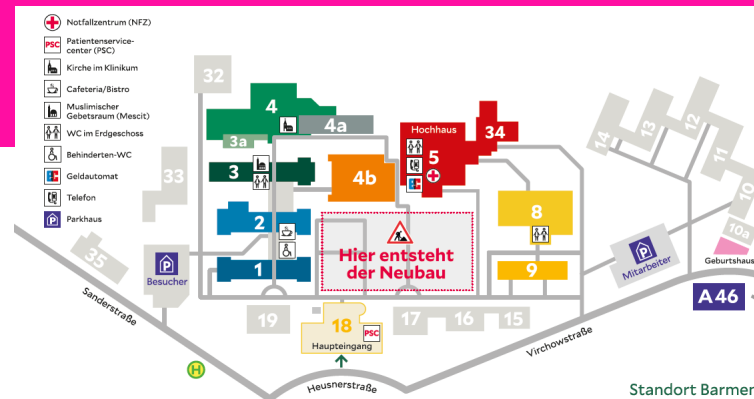 Notfallzentrum (NFZ)
PSC
Patientenservice-
center (PSC)
Kirche im Klinikum
Cafeteria/Bistro
Muslimischer
Gebetsraum (Mescit)
WC im Erdgeschoss
Behinderten-WC
Geldautomat
Telefon
P
Parkhaus
32
4
4a
3a
3
33
4b
Hochhaus
34
5
2
1
8
9
14
13
12
11
10
10a
Geburtshaus
35
P
Besucher
P
Mitarbeiter
Hier entsteht
der Neubau
A 46
Sanderstraße
19
18
PSC
Haupteingang
17
16
15
Virchowstraße
H
Heusnerstraße
Standort Barmen